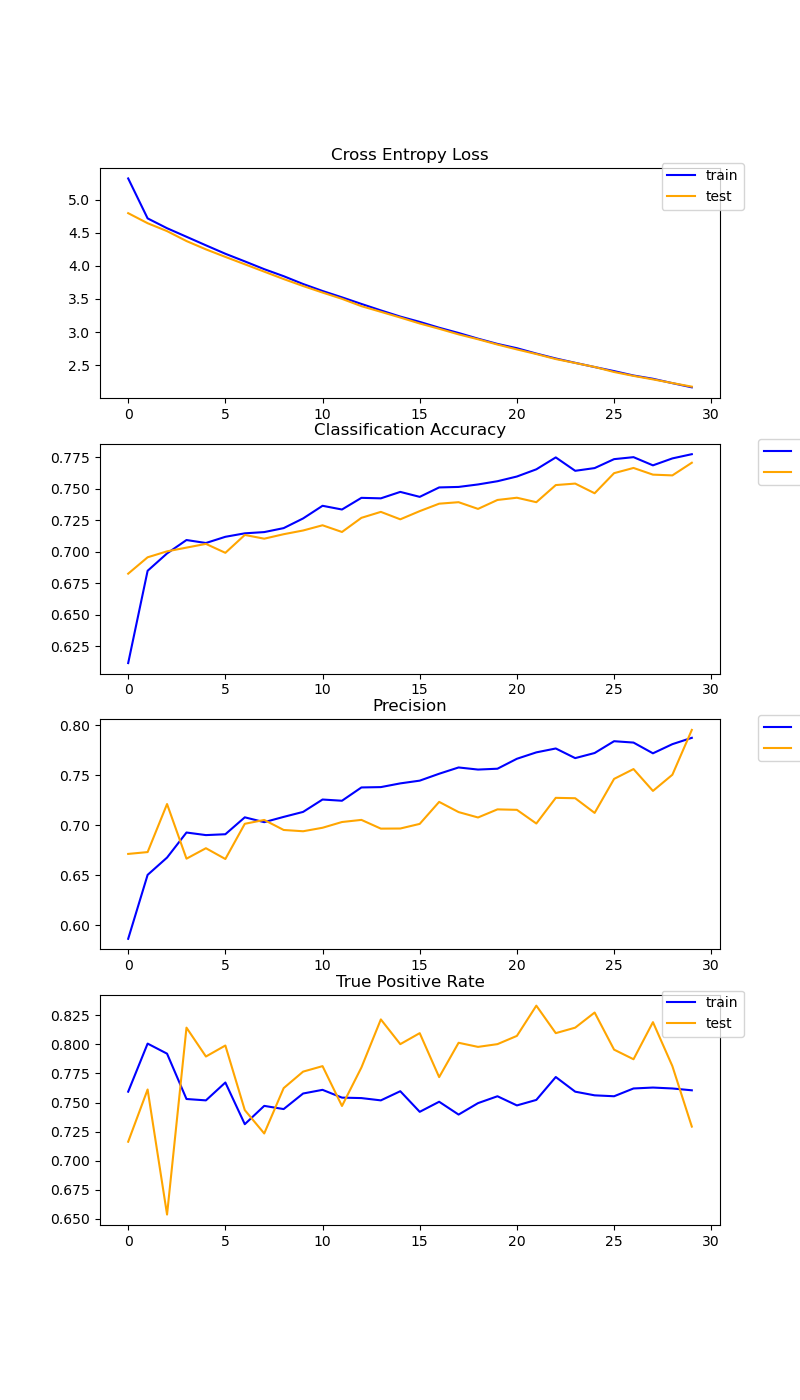 Cross Entropy Loss
train
test
5.0
4.5
4.0
3.5
3.0
2.5
0 5 10 15 20 25 30
Classification Accuracy
0.775
0.750
0.725
0.700
0.675
0.650
0.625
0 5 10 15 20 25 30
Precision
0.80
0.75
0.70
0.65
0.60
0 5 10 15 20 25 30
True Positive Rate
train
test
0.825
0.800
0.775
0.750
0.725
0.700
0.675
0.650
0 5 10 15 20 25 30